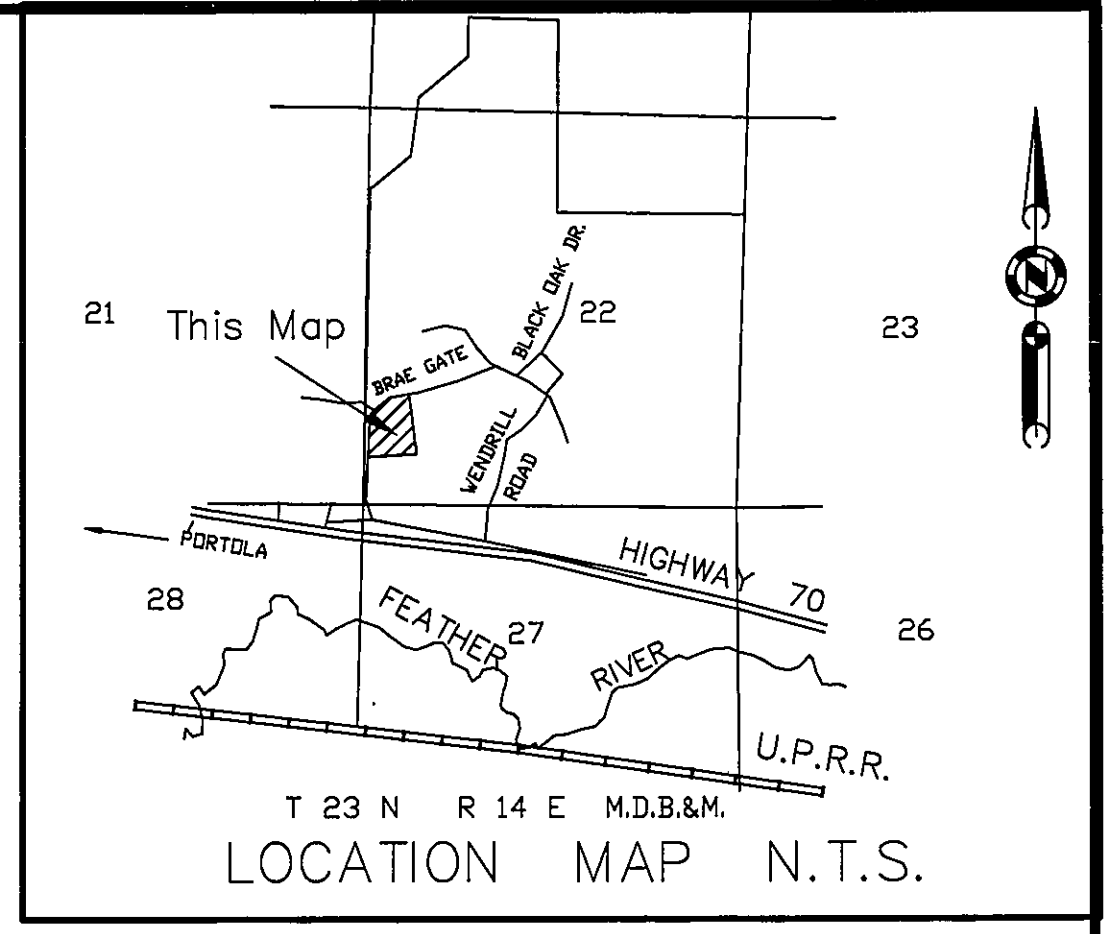 BLACK OAK DR.
21
22
23
This Map
BRAE GATE
N
WENDRILL
ROAD
PORTOLA
HIGHWAY 70
28
FEATHER
27
26
RIVER
U.P.R.R.
T 23 N R 14 E M.D.B.&M.
LOCATION MAP N.T.S.